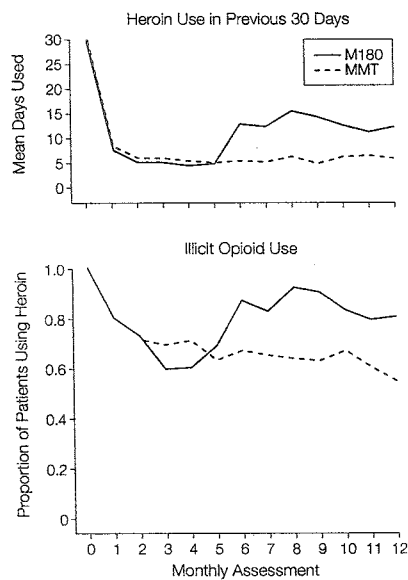 Heroin Use in Previous 30 Days
M180
MMT
Mean Days Used
30
25
20
15
10
5
0
Illicit Opioid Use
Proportion of Patients Using Heroin
1.0
0.8
0.6
0.4
0.2
0
0 1 2 3 4 5 6 7 8 9 10 11 12
Monthly Assessment